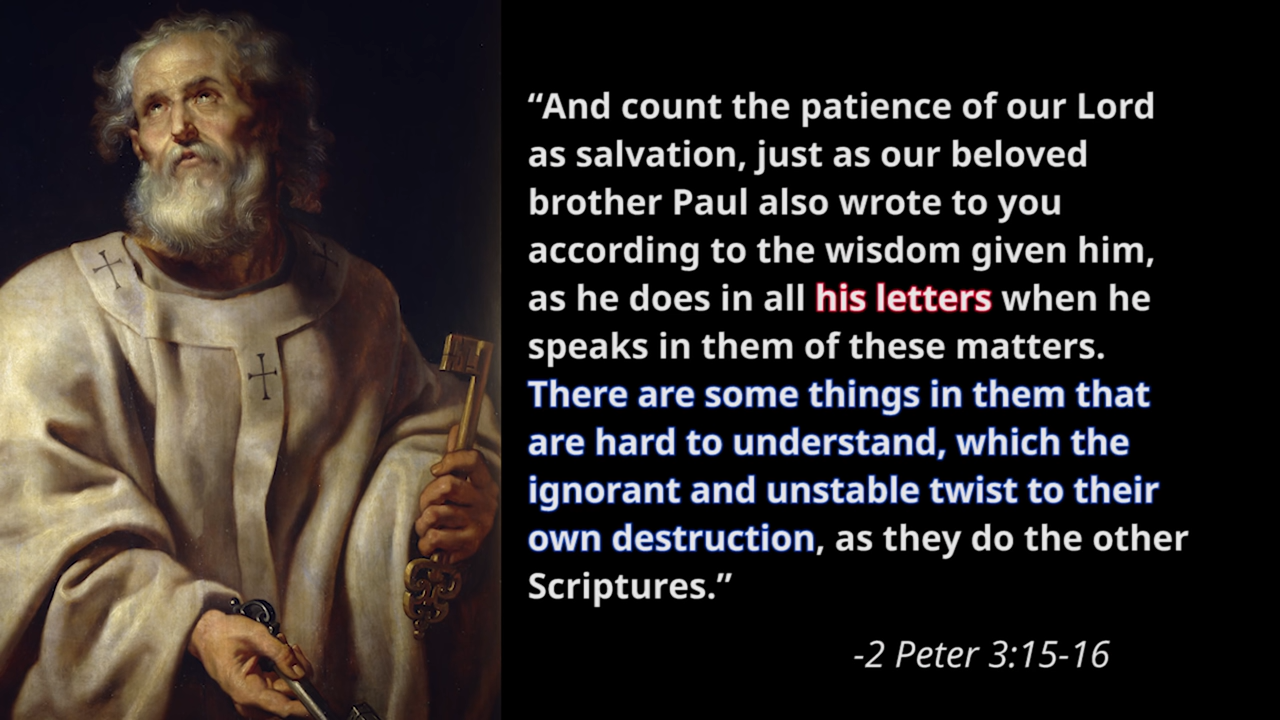 “And count the patience of our Lord
as salvation, just as our beloved
brother Paul also wrote to you
according to the wisdom given him,
as he does in all his letters when he
speaks in them of these matters.
There are some things in them that
are hard to understand, which the
ignorant and unstable twist to their
own destruction, as they do the other
Scriptures.”
-2 Peter 3:15-16